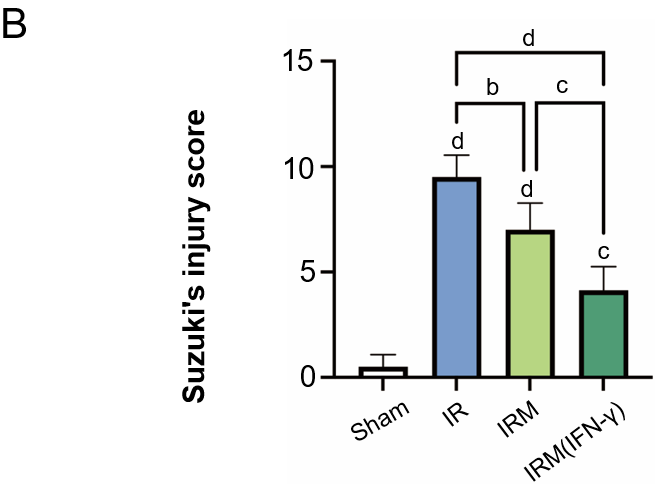 B
Suzuki's injury score
15
10
5
0
d
b
c
d
d
c
Sham
IR
IRM
IRM(IFN-γ)